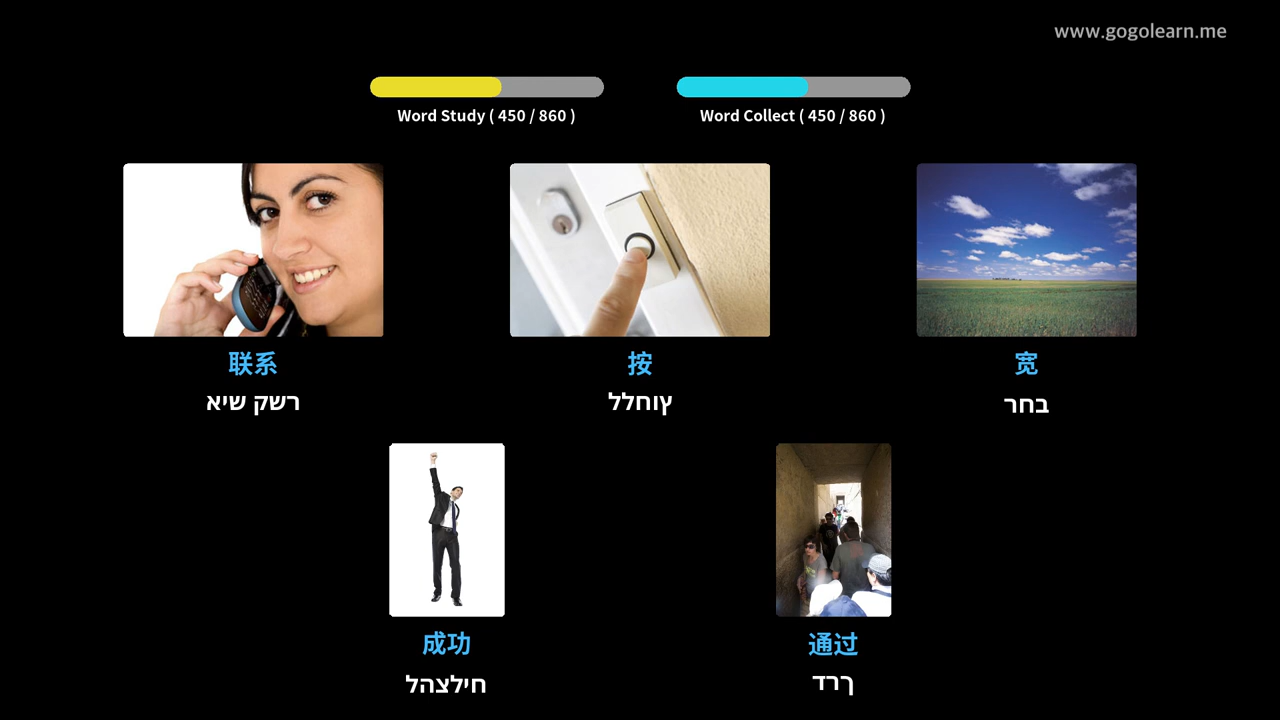 www.gogolearn.me
Word Study ( 450 / 860 )
Word Collect ( 450 / 860 )
联系
רשק שיא
按
ץוחלל
宽
בחר
成功
חילצהל
通过
ךרד